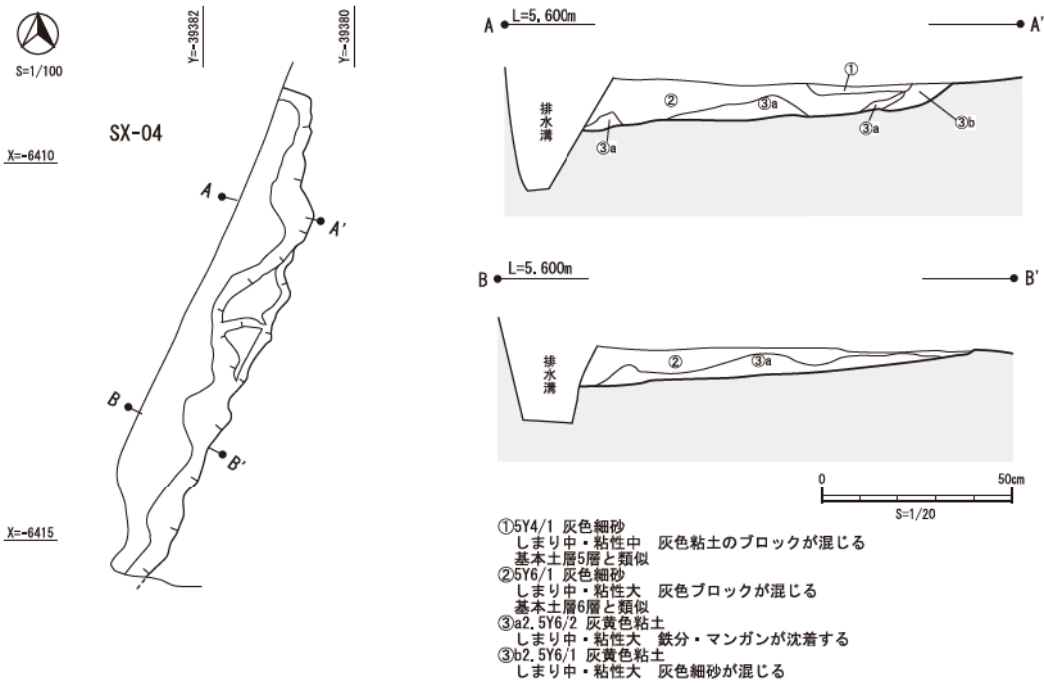 S=1/100
Y=-39382
Y=-39380
SX-04
X=-6410
A
A'
B
B'
X=-6415
A L=5.600m A'
①
②
③a
③a
③a
③b
排水溝
B L=5.600m B'
②
③a
排水溝
0 50cm
S=1/20
①5Y4/1 灰色細砂
しまり中・粘性中 灰色粘土のブロックが混じる
基本土層5層と類似
②5Y6/1 灰色細砂
しまり中・粘性大 灰色ブロックが混じる
基本土層6層と類似
③a2.5Y6/2 灰黄色粘土
しまり中・粘性大 鉄分・マンガンが沈着する
③b2.5Y6/1 灰黄色粘土
しまり中・粘性大 灰色細砂が混じる